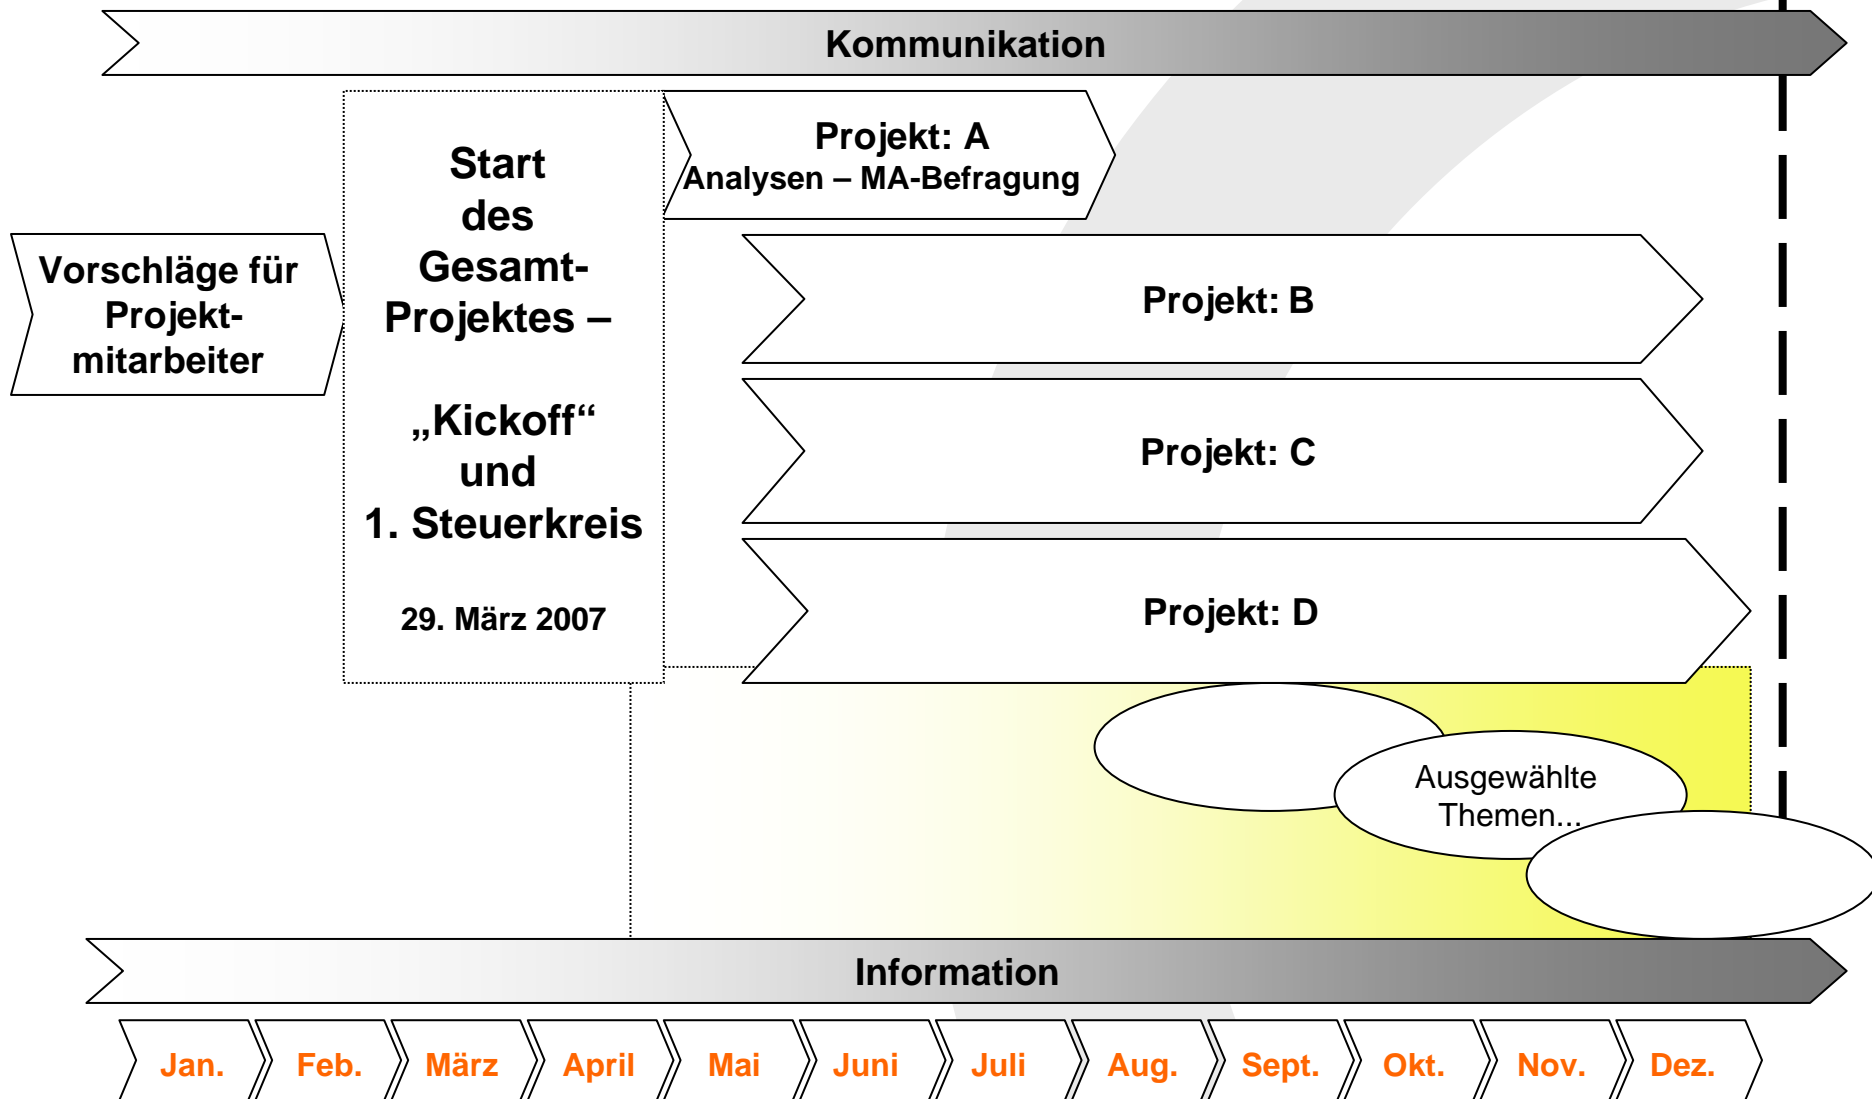 Kommunikation
Projekt: A
Analysen – MA-Befragung
Start
des
Gesamt-
Projektes –
„Kickoff“
und
1. Steuerkreis
29. März 2007
Vorschläge für
Projekt-
mitarbeiter
Projekt: B
Projekt: C
Projekt: D
Ausgewählte
Themen...
Information
Jan. Feb. März April Mai Juni Juli Aug. Sept. Okt. Nov. Dez.